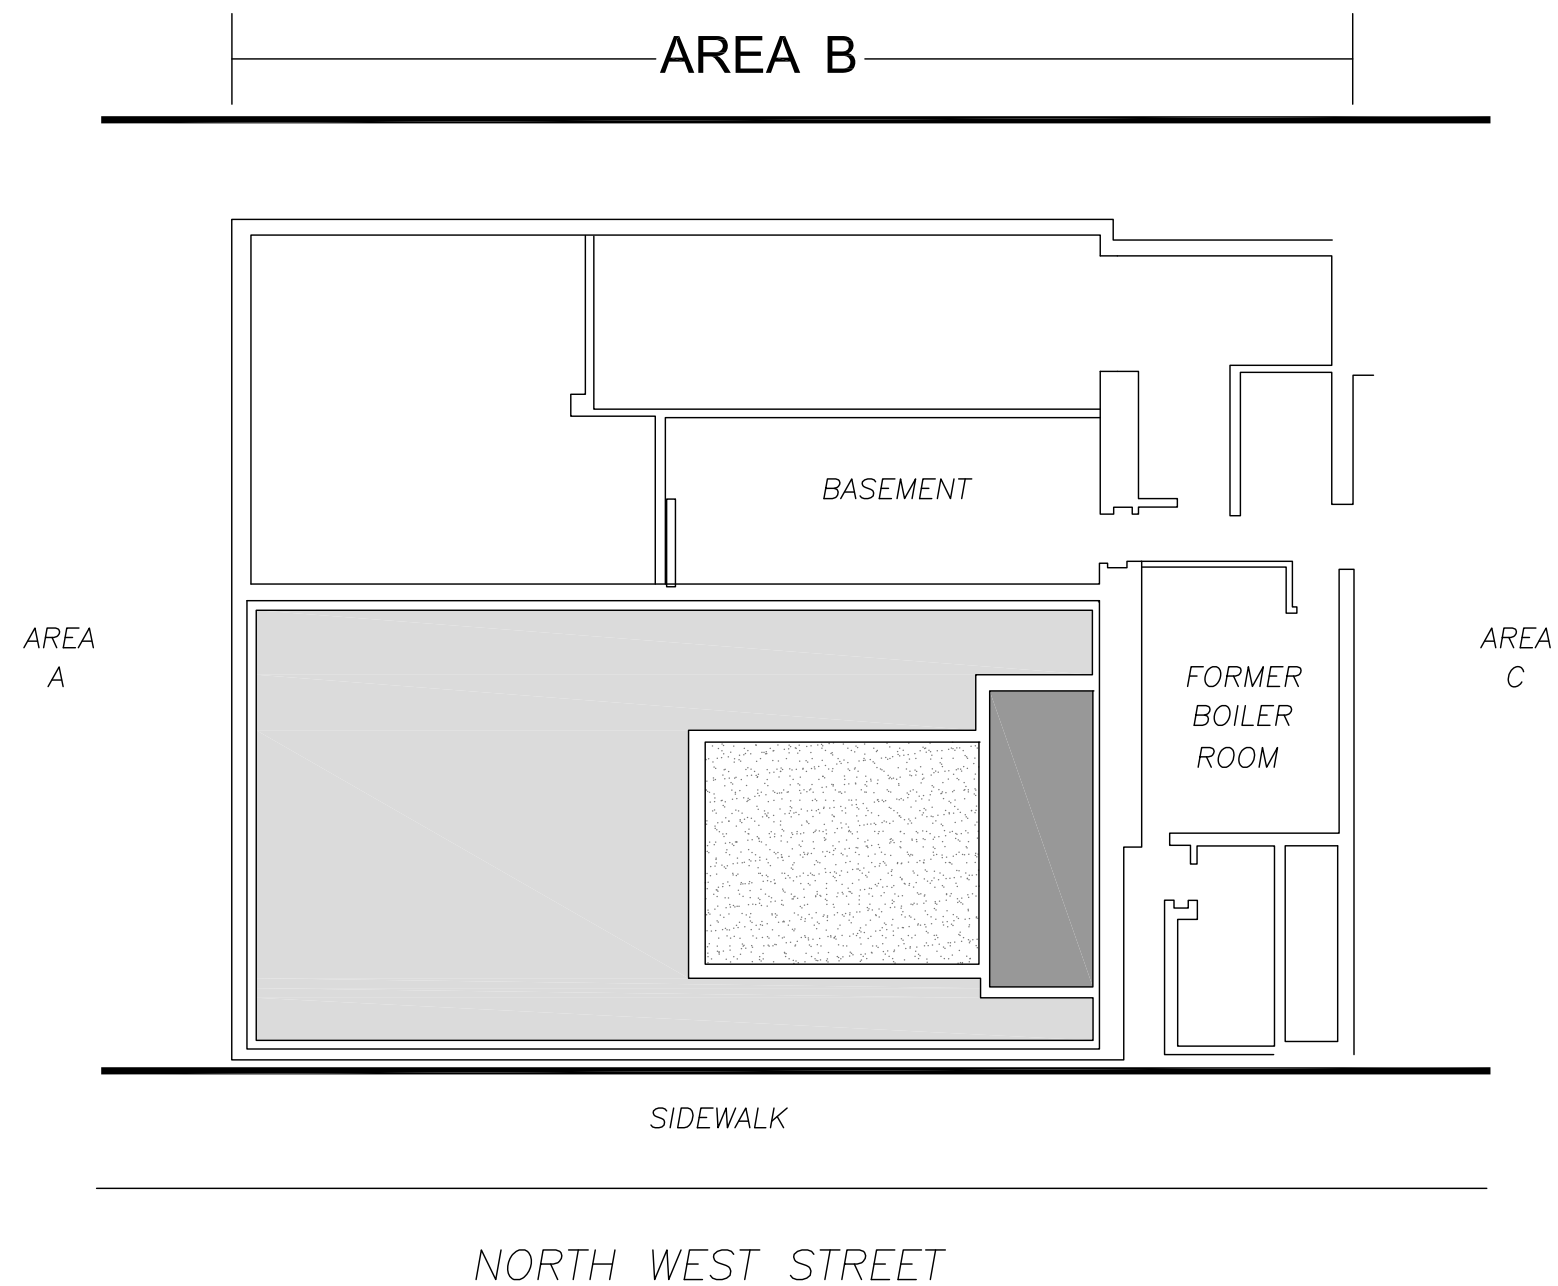 AREA B
BASEMENT
AREA
A
FORMER
BOILER
ROOM
AREA
C
SIDEWALK
NORTH WEST STREET